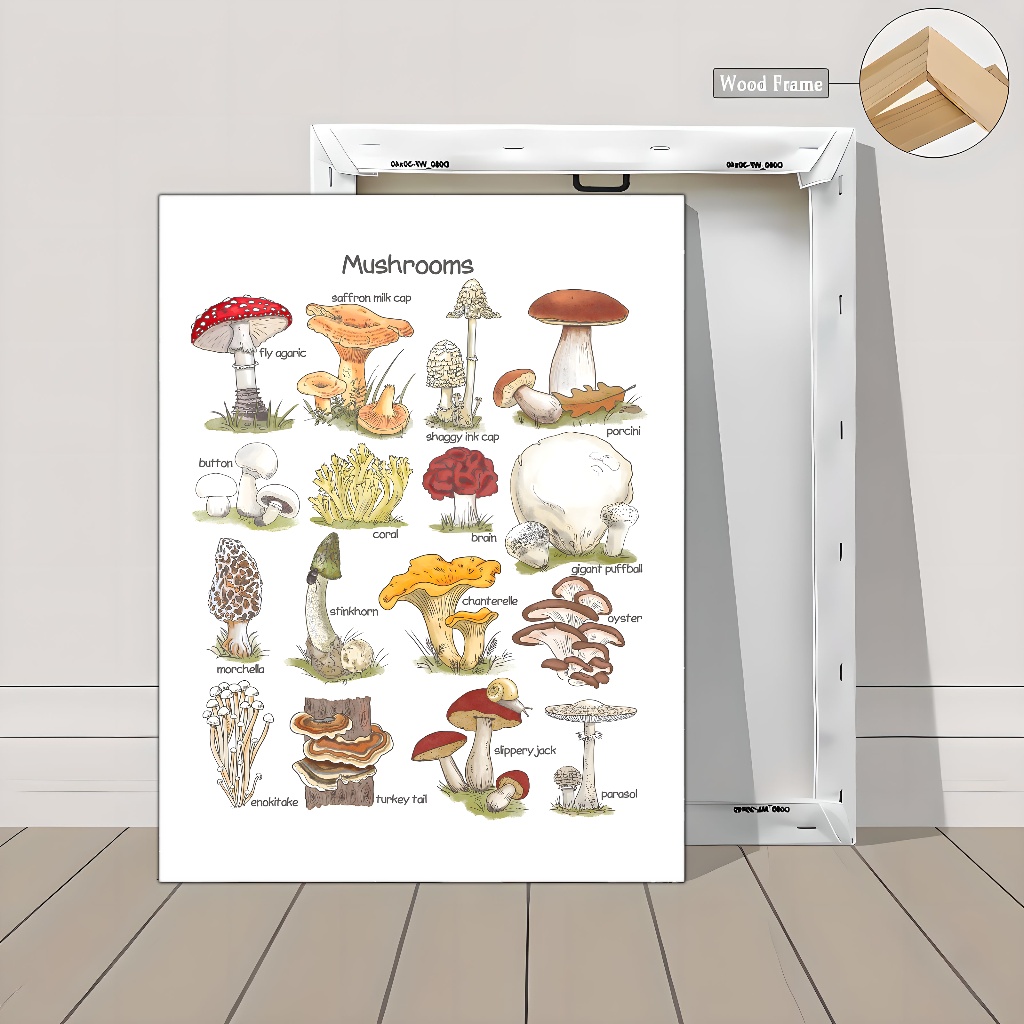 Wood Frame
Mushrooms
saffron milk cap
fly agaric
shaggy ink cap
porcini
button
coral
brain
gigant puffball
morchella
stinkhorn
chanterelle
oyster
enokitake
turkey tail
slippery jack
parasol